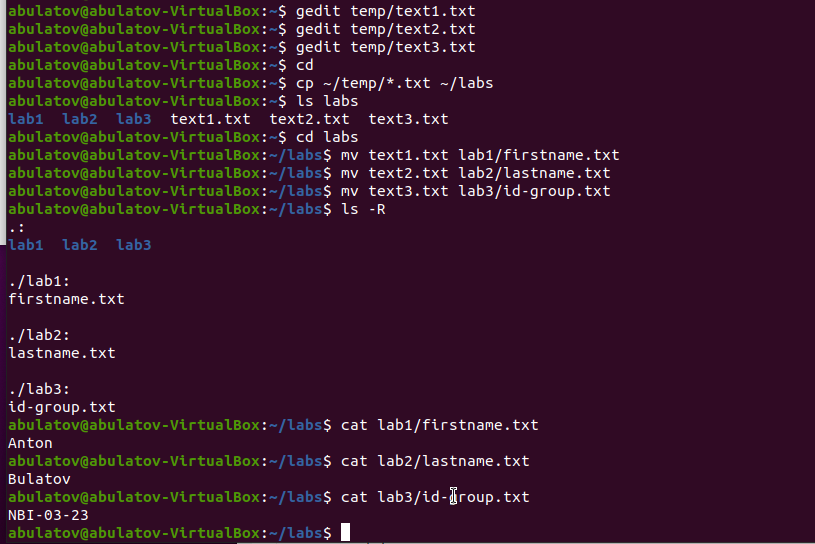 abulatov@abulatov-VirtualBox:~$ gedit temp/text1.txt
abulatov@abulatov-VirtualBox:~$ gedit temp/text2.txt
abulatov@abulatov-VirtualBox:~$ gedit temp/text3.txt
abulatov@abulatov-VirtualBox:~$ cd
abulatov@abulatov-VirtualBox:~$ cp ~/temp/*.txt ~/labs
abulatov@abulatov-VirtualBox:~$ ls labs
lab1  lab2  lab3  text1.txt  text2.txt  text3.txt
abulatov@abulatov-VirtualBox:~$ cd labs
abulatov@abulatov-VirtualBox:~/labs$ mv text1.txt lab1/firstname.txt
abulatov@abulatov-VirtualBox:~/labs$ mv text2.txt lab2/lastname.txt
abulatov@abulatov-VirtualBox:~/labs$ mv text3.txt lab3/id-group.txt
abulatov@abulatov-VirtualBox:~/labs$ ls -R
.:
lab1  lab2  lab3

./lab1:
firstname.txt

./lab2:
lastname.txt

./lab3:
id-group.txt
abulatov@abulatov-VirtualBox:~/labs$ cat lab1/firstname.txt
Anton
abulatov@abulatov-VirtualBox:~/labs$ cat lab2/lastname.txt
Bulatov
abulatov@abulatov-VirtualBox:~/labs$ cat lab3/id-group.txt
NBI-03-23
abulatov@abulatov-VirtualBox:~/labs$